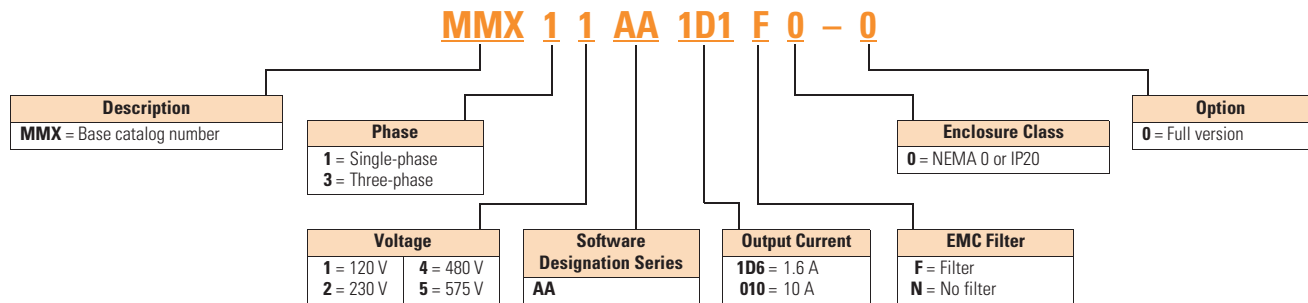 MMX 1 1 AA 1D1 F 0 – 0
Description
MMX = Base catalog number
Phase
1 = Single-phase
3 = Three-phase
Enclosure Class
0 = NEMA 0 or IP20
Option
0 = Full version
Voltage
1 = 120 V
2 = 230 V
4 = 480 V
5 = 575 V
Software
Designation Series
AA
Output Current
1D6 = 1.6 A
010 = 10 A
EMC Filter
F = Filter
N = No filter